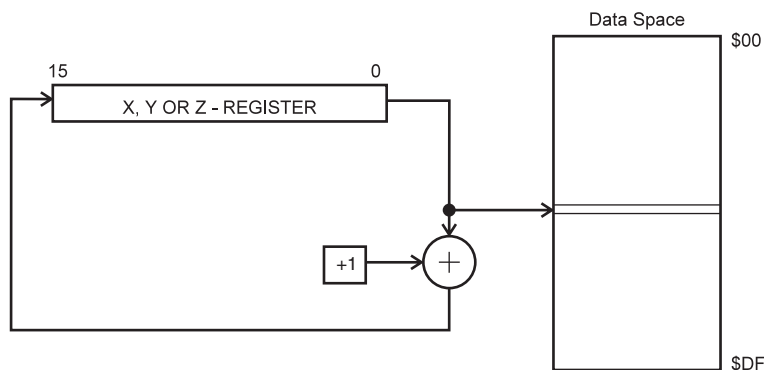 Data Space
$00
15 0
X, Y OR Z - REGISTER
+1
+
$DF